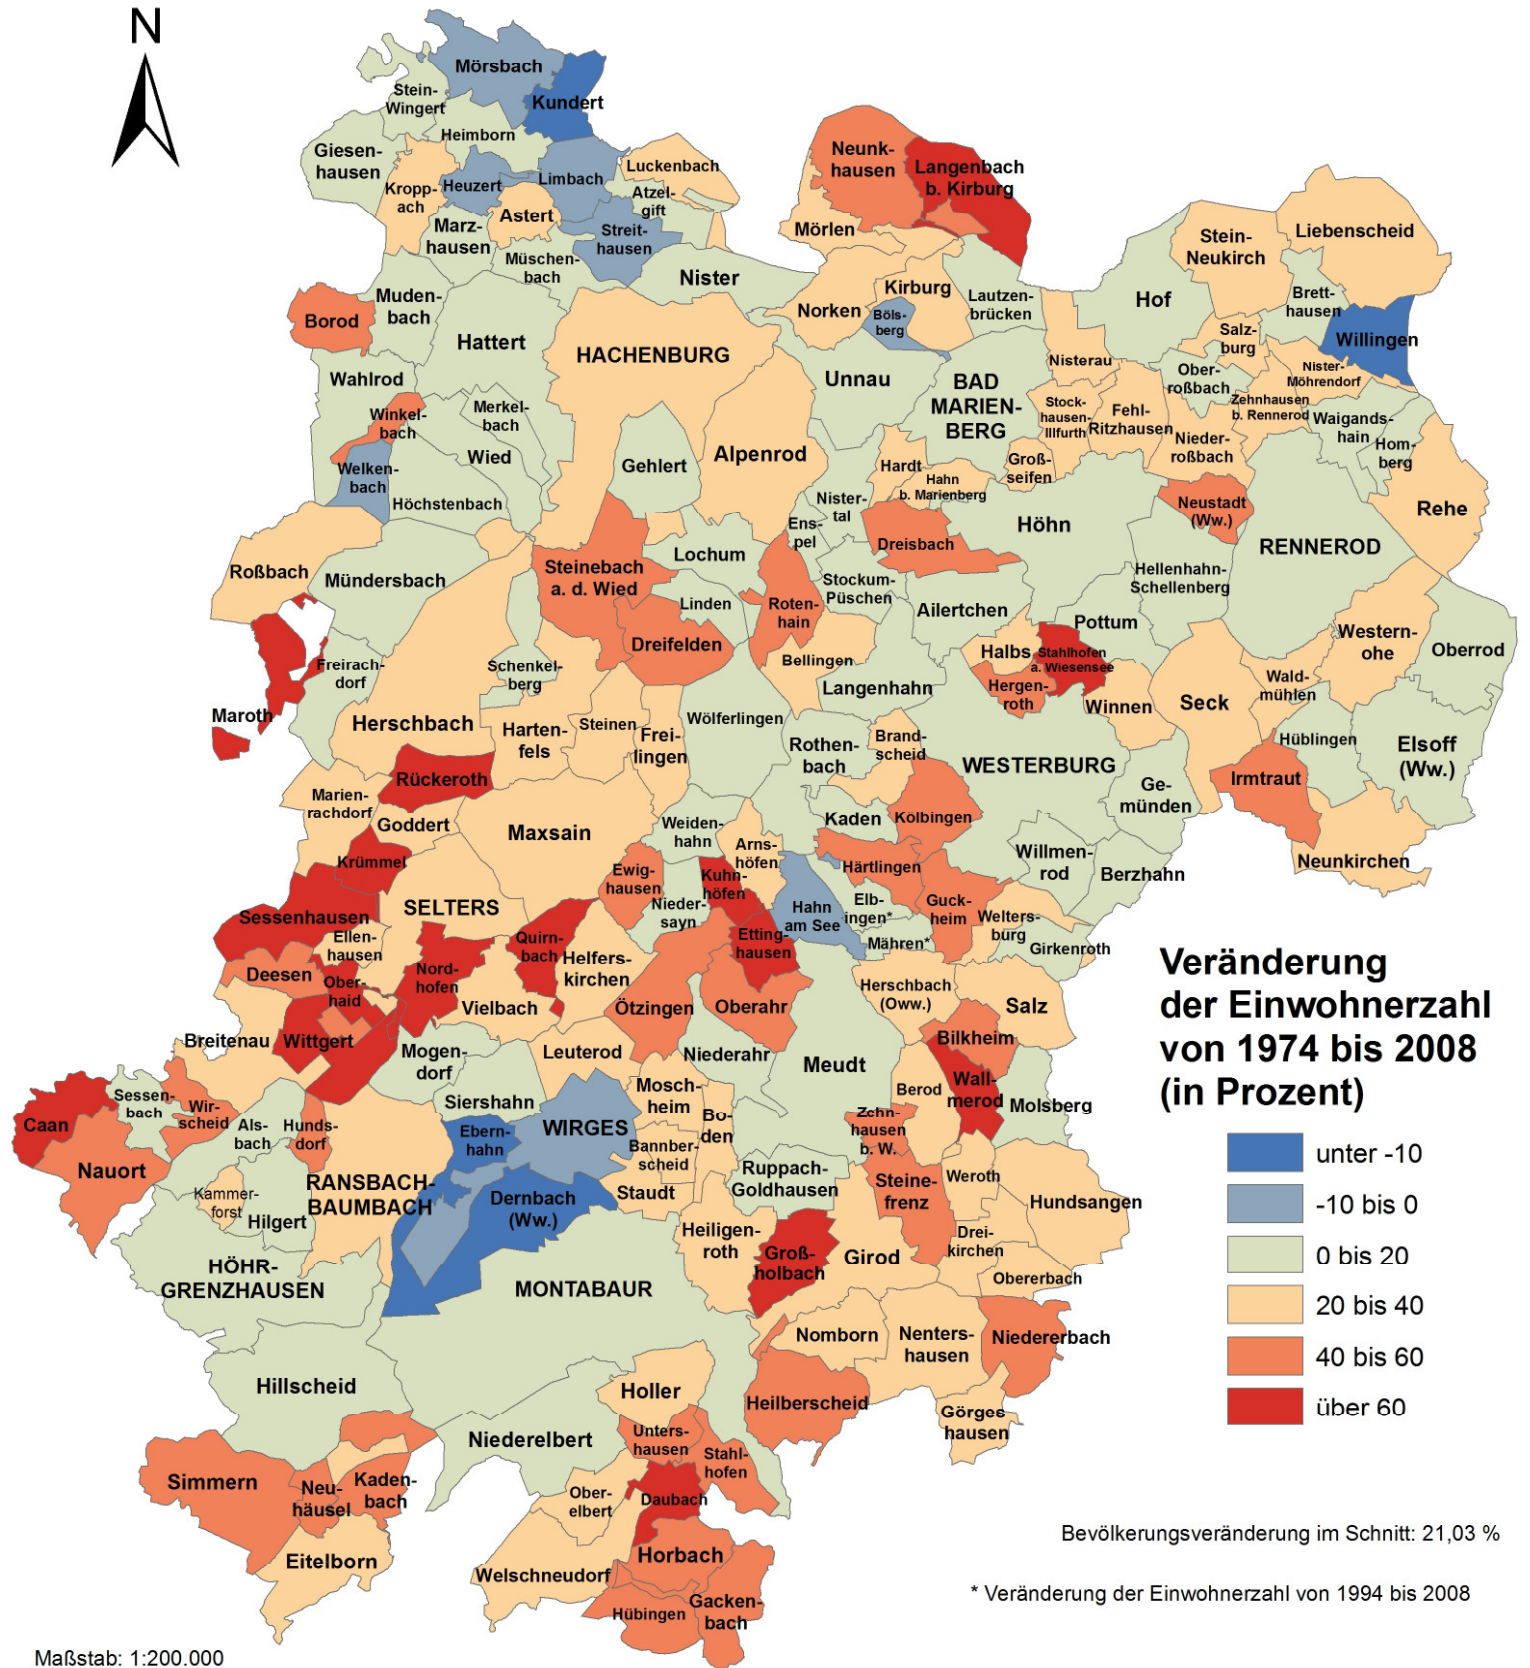 N
Mörsbach
Kundert
Stein-
Wingert
Heimborn
Giesen-
hausen
Kropp-
ach
Heuzert
Limbach
Luckenbach
Atzel-
gift
Astert
Marz-
hausen
Streit-
hausen
Müschen-
bach
Nister
Neunk-
hausen
Langenbach
b. Kirburg
Mörlen
Norken
Kirburg
Böls-
berg
Lautzen-
brücken
Hof
Stein-
Neukirch
Liebenscheid
Brett-
hausen
Willingen
Salz-
burg
Nister-
Möhrendorf
Nisterau
Ober-
roßbach
Zehnhausen
b. Rennerod
Waigands-
hain
Hom-
berg
Rehe
Borod
Muden-
bach
Hattert
HACHENBURG
Wahlrod
Winkel-
bach
Merkel-
bach
Wied
Welken-
bach
Höchstenbach
Gehlert
Alpenrod
Unnau
BAD
MARIEN-
BERG
Stock-
hausen-
Illfurth
Fehl-
Ritzhausen
Nieder-
roßbach
Hardt
Hahn
b. Marienberg
Groß-
seifen
Neustadt
(Ww.)
RENNEROD
Nister-
tal
Ens-
pel
Höhn
Dreisbach
Roßbach
Mündersbach
Steinebach
a. d. Wied
Lochum
Linden
Roten-
hain
Stockum-
Püschen
Ailertchen
Hellenhahn-
Schellenberg
Pottum
Western-
ohe
Oberrod
Dreifelden
Bellingen
Halbs
Stahlhofen
a. Wiesensee
Freirach-
dorf
Schenkel-
berg
Langenhahn
Hergen-
roth
Winnen
Seck
Wald-
mühlen
Maroth
Herschbach
Harten-
fels
Steinen
Frei-
lingen
Wölferlingen
Rothen-
bach
Brand-
scheid
WESTERBURG
Ge-
münden
Hüblingen
Elsoff
(Ww.)
Irmtraut
Rückeroth
Marien-
rachdorf
Goddert
Maxsain
Weiden-
hahn
Kaden
Kölbingen
Willmen-
rod
Berzhahn
Neunkirchen
Krümmel
Arns-
höfen
Härtlingen
Ewig-
hausen
Kuhn-
höfen
Sessenhausen
SELTERS
Nieder-
sayn
Hahn
am See
Elb-
ingen*
Guck-
heim
Welters-
burg
Girkenroth
Mähren*
Ellen-
hausen
Quirn-
bach
Helfers-
kirchen
Etting-
hausen
Deesen
Ober-
haid
Nord-
hofen
Vielbach
Ötzingen
Oberahr
Herschbach
(Oww.)
Salz
Breitenau
Wittgert
Mogen-
dorf
Leuterod
Niederahr
Meudt
Bilkheim
Wall-
merod
Berod
Molsberg
Caan
Sessen-
bach
Wir-
scheid
Als-
bach
Hunds-
dorf
Siershahn
Mosch-
heim
Bo-
den
Zehn-
hausen
b. W.
Ebern-
hahn
WIRGES
Bannber-
scheid
Nauort
RANSBACH-
BAUMBACH
Kammer-
forst
Hilgert
Dernbach
(Ww.)
Staudt
Ruppach-
Goldhausen
Steine-
frenz
Weroth
Hundsangen
HÖHR-
GRENZHAUSEN
MONTABAUR
Heiligen-
roth
Groß-
holbach
Girod
Drei-
kirchen
Obererbach
Nomborn
Nenters-
hausen
Niedererbach
Hillscheid
Holler
Heilberscheid
Görges
hausen
Niederelbert
Unters-
hausen
Stahl-
hofen
Simmern
Neu-
häusel
Kaden-
bach
Ober-
elbert
Daubach
Eitelborn
Welschneudorf
Horbach
Hübingen
Gacken-
bach
Veränderung
der Einwohnerzahl
von 1974 bis 2008
(in Prozent)
unter -10
-10 bis 0
0 bis 20
20 bis 40
40 bis 60
über 60
Bevölkerungsveränderung im Schnitt: 21,03 %
* Veränderung der Einwohnerzahl von 1994 bis 2008
Maßstab: 1:200.000